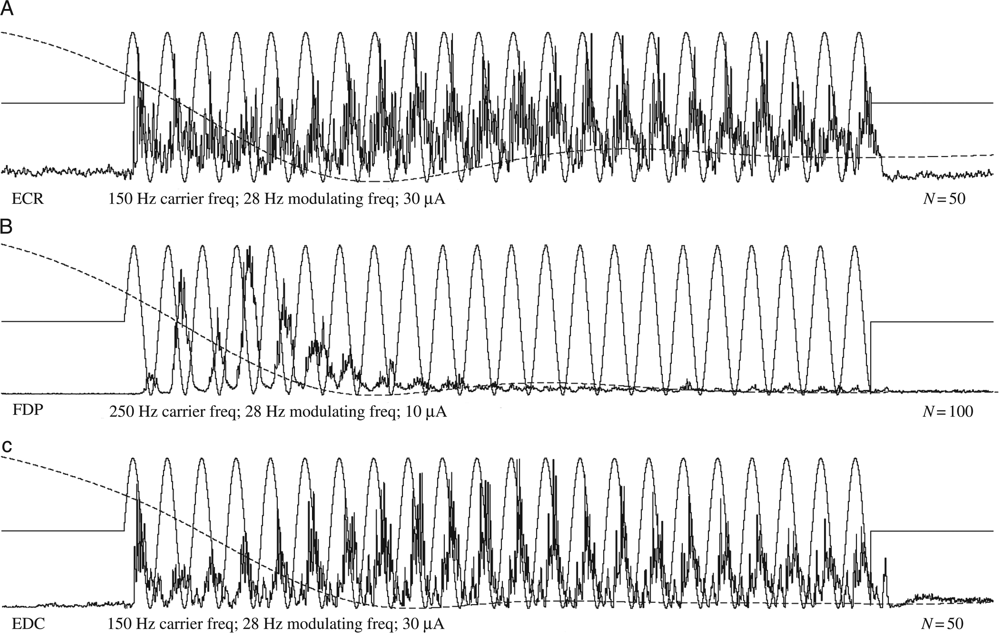 A
ECR 150 Hz carrier freq; 28 Hz modulating freq; 30 μA N=50
B
FDP 250 Hz carrier freq; 28 Hz modulating freq; 10 μA N=100
C
EDC 150 Hz carrier freq; 28 Hz modulating freq; 30 μA N=50